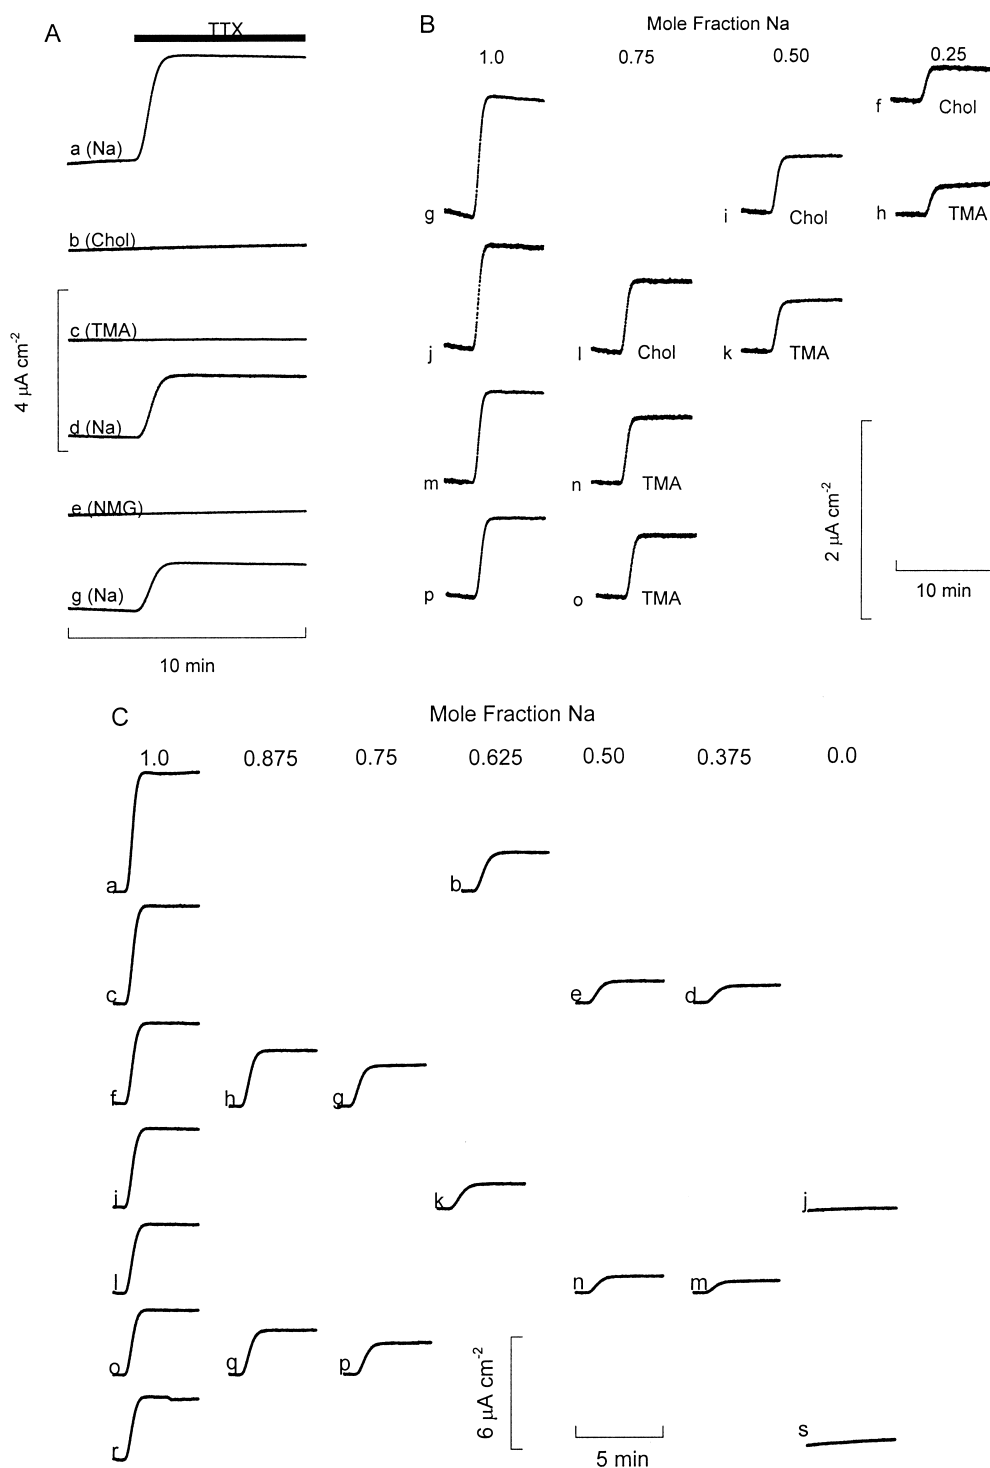 A
TTX
a (Na)
b (Chol)
c (TMA)
4 µA cm-2
d (Na)
e (NMG)
g (Na)
10 min
B
Mole Fraction Na
1.0 0.75 0.50 0.25
f Chol
g i Chol h TMA
j l Chol k TMA
m n TMA
2 µA cm-2
10 min
p o TMA
C
Mole Fraction Na
1.0 0.875 0.75 0.625 0.50 0.375 0.0
a b
c e d
f h g
i k j
l n m
o q p
6 µA cm-2
5 min
r s